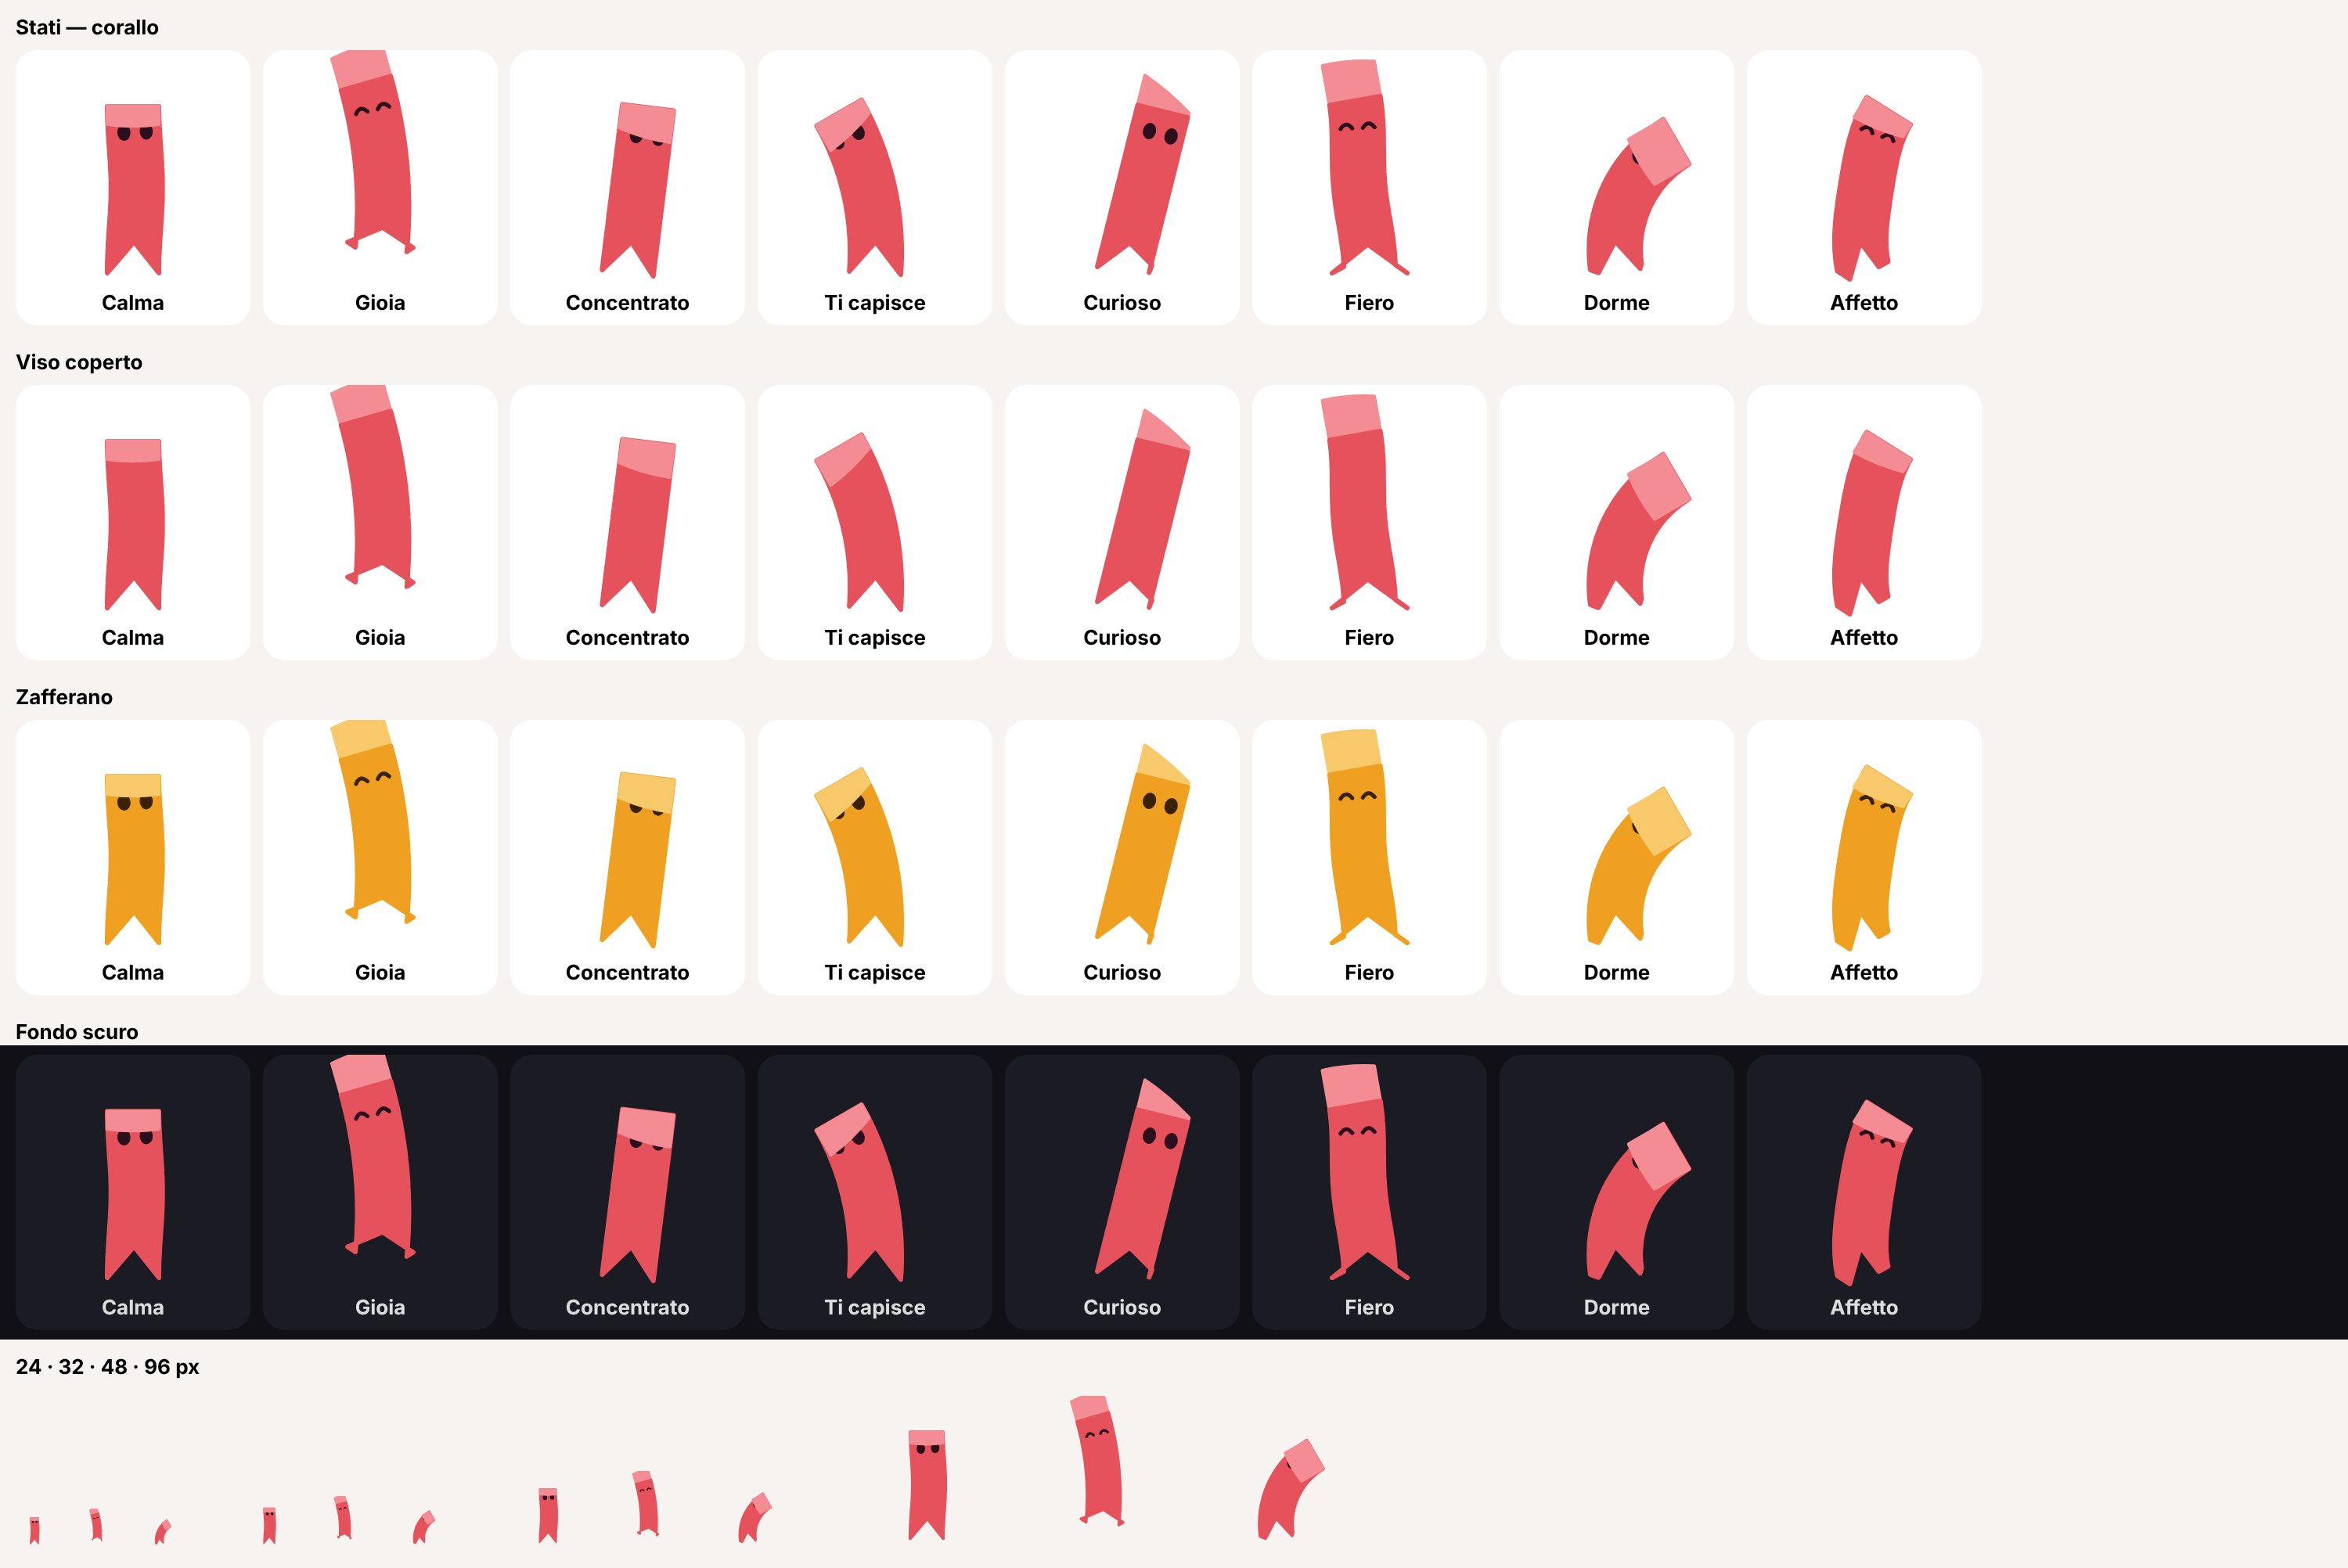 Stati — corallo
Calma Gioia Concentrato Ti capisce Curioso Fiero Dorme Affetto
Viso coperto
Calma Gioia Concentrato Ti capisce Curioso Fiero Dorme Affetto
Zafferano
Calma Gioia Concentrato Ti capisce Curioso Fiero Dorme Affetto
Fondo scuro
Calma Gioia Concentrato Ti capisce Curioso Fiero Dorme Affetto
24 · 32 · 48 · 96 px